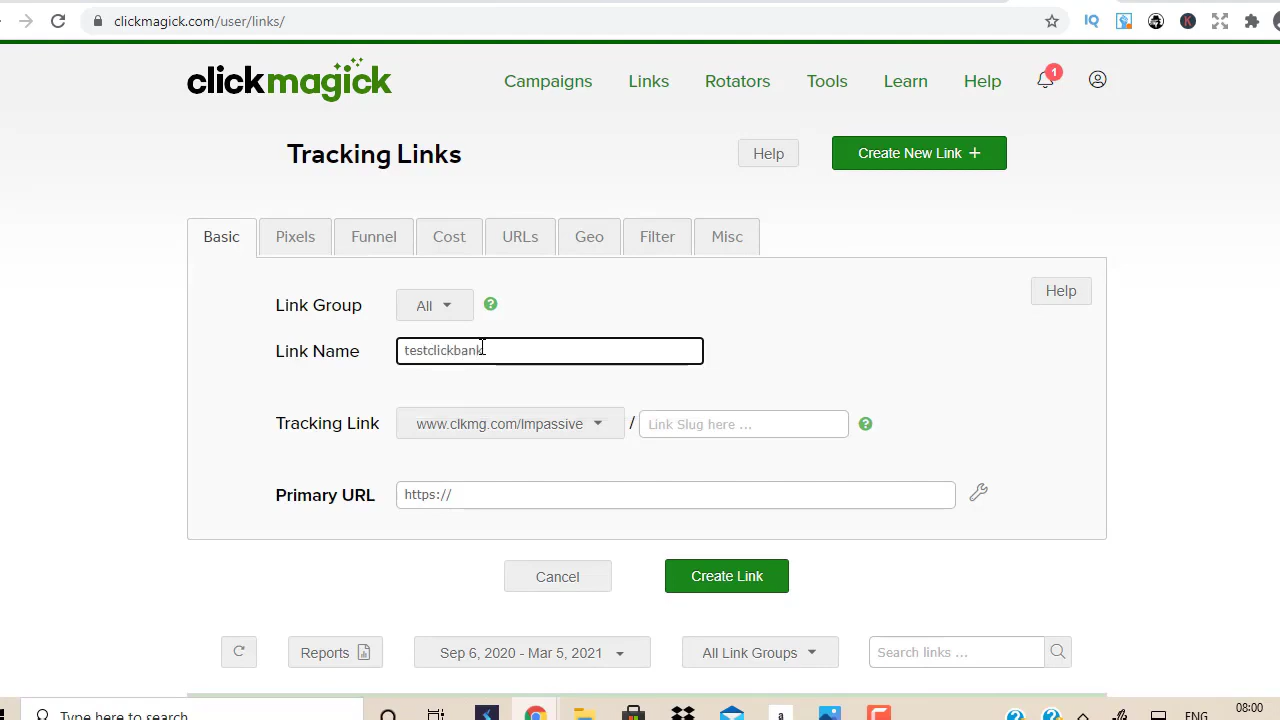 clickmagick.com/user/links/
clickmagick
Campaigns Links Rotators Tools Learn Help 1
Tracking Links Help Create New Link +
Basic Pixels Funnel Cost URLs Geo Filter Misc
Help
Link Group All ?
Link Name testclickbank
Tracking Link www.clkmg.com/Impassive / Link Slug here ... ?
Primary URL https://
Cancel Create Link
Reports Sep 6, 2020 - Mar 5, 2021 All Link Groups Search links ...
Type here to search ENG 08:00